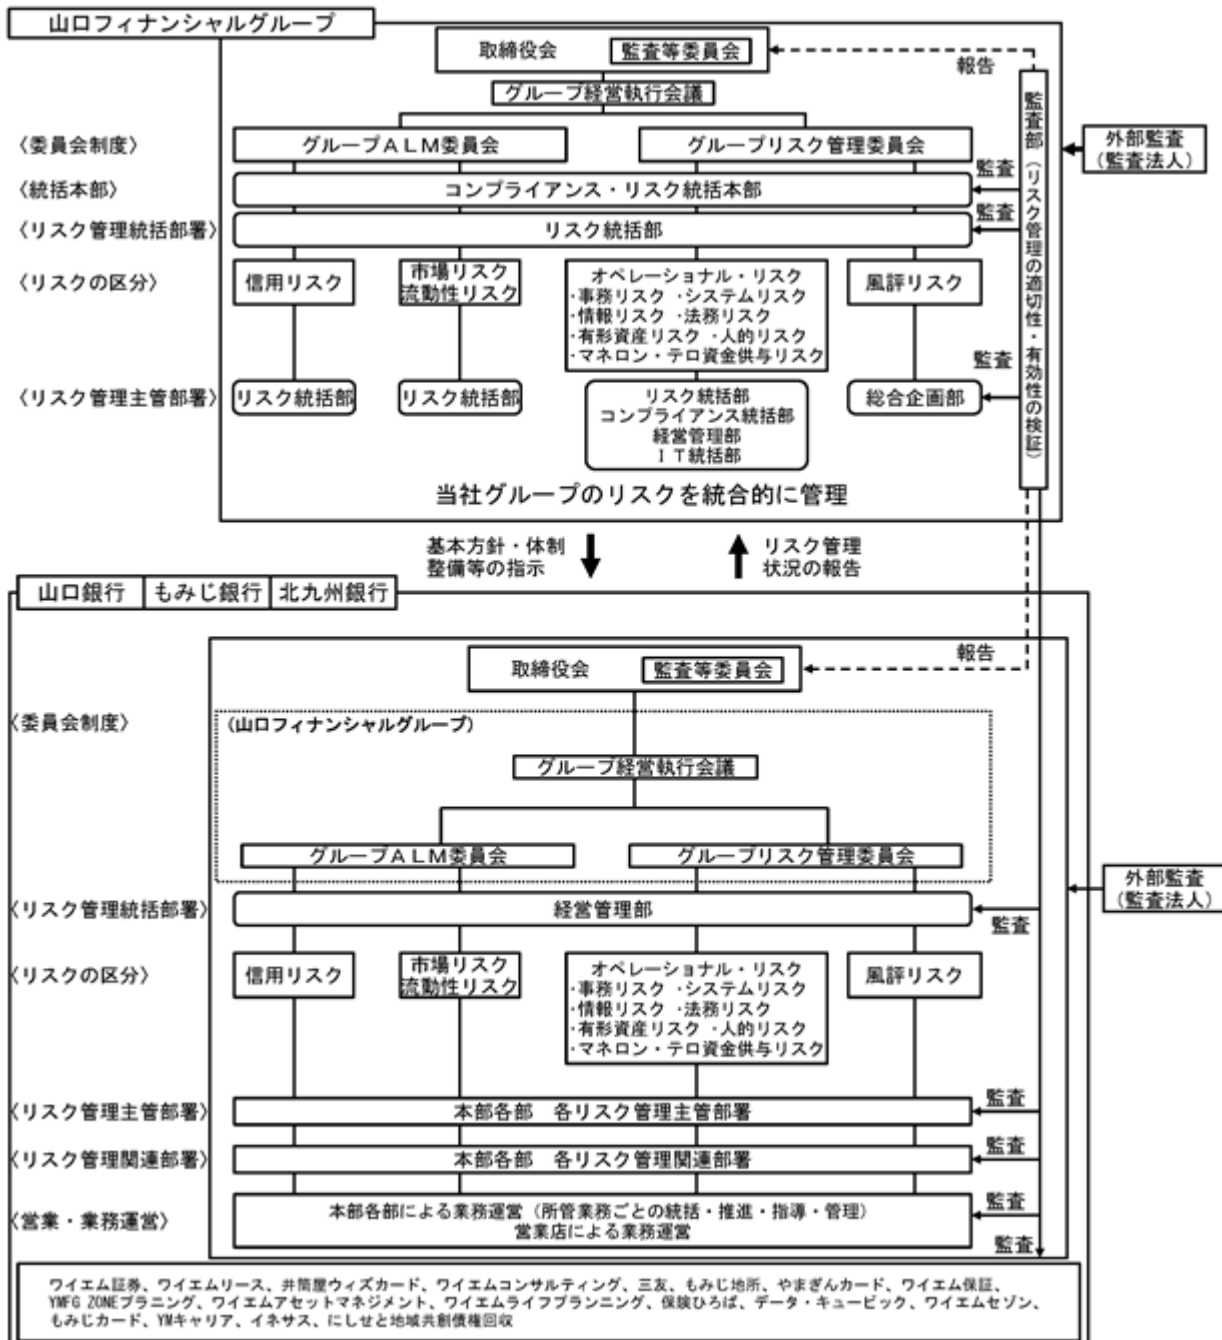 山口フィナンシャルグループ
取締役会 監査等委員会
報告
グループ経営執行会議
〈委員会制度〉
グループALM委員会 グループリスク管理委員会
監査部(リスク管理の適切性・有効性の検証)
外部監査
(監査法人)
監査
〈統括本部〉
コンプライアンス・リスク統括本部
監査
〈リスク管理統括部署〉
リスク統括部
〈リスクの区分〉
信用リスク
市場リスク
流動性リスク
オペレーショナル・リスク
・事務リスク ・システムリスク
・情報リスク ・法務リスク
・有形資産リスク ・人的リスク
・マネロン・テロ資金供与リスク
風評リスク
監査
〈リスク管理主管部署〉
リスク統括部
リスク統括部
リスク統括部
コンプライアンス統括部
経営管理部
IT統括部
総合企画部
当社グループのリスクを統合的に管理
基本方針・体制
整備等の指示
リスク管理
状況の報告
山口銀行 もみじ銀行 北九州銀行
取締役会 監査等委員会
報告
〈委員会制度〉
(山口フィナンシャルグループ)
グループ経営執行会議
グループALM委員会 グループリスク管理委員会
外部監査
(監査法人)
〈リスク管理統括部署〉
経営管理部
監査
〈リスクの区分〉
信用リスク
市場リスク
流動性リスク
オペレーショナル・リスク
・事務リスク ・システムリスク
・情報リスク ・法務リスク
・有形資産リスク ・人的リスク
・マネロン・テロ資金供与リスク
風評リスク
〈リスク管理主管部署〉
本部各部 各リスク管理主管部署
監査
〈リスク管理関連部署〉
本部各部 各リスク管理関連部署
監査
〈営業・業務運営〉
本部各部による業務運営(所管業務ごとの統括・推進・指導・管理)
営業店による業務運営
監査
監査
ワイエム証券、ワイエムリース、井筒屋ウィズカード、ワイエムコンサルティング、三友、もみじ地所、やまぎんカード、ワイエム保証、
YMFG ZONEプラニング、ワイエムアセットマネジメント、ワイエムライフプランニング、保険ひろば、データ・キュービック、ワイエムセゾン、
もみじカード、YMキャリア、イネサス、にしせと地域共創債権回収